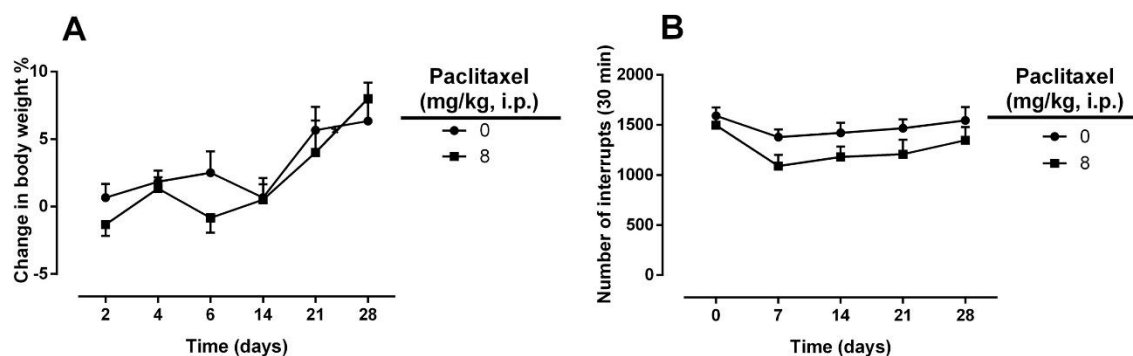 A
Change in body weight %
10
5
0
-5
2 4 6 14 21 28
Time (days)
Paclitaxel
(mg/kg, i.p.)
0
8
B
Number of interrupts (30 min)
2000
1500
1000
500
0
0 7 14 21 28
Time (days)
Paclitaxel
(mg/kg, i.p.)
0
8